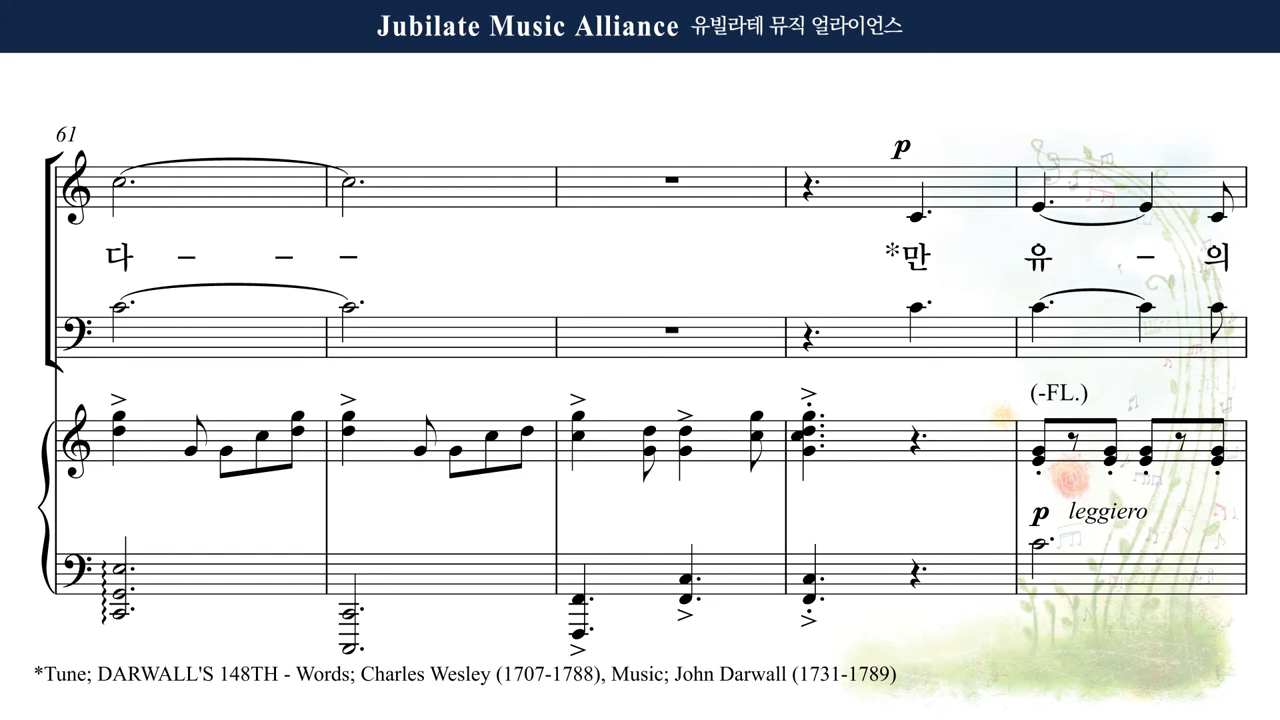 Jubilate Music Alliance 유빌라테 뮤직 얼라이언스
61
p
다 – – –
*만 유 – 의
(-FL.)
p leggiero
*Tune; DARWALL'S 148TH - Words; Charles Wesley (1707-1788), Music; John Darwall (1731-1789)